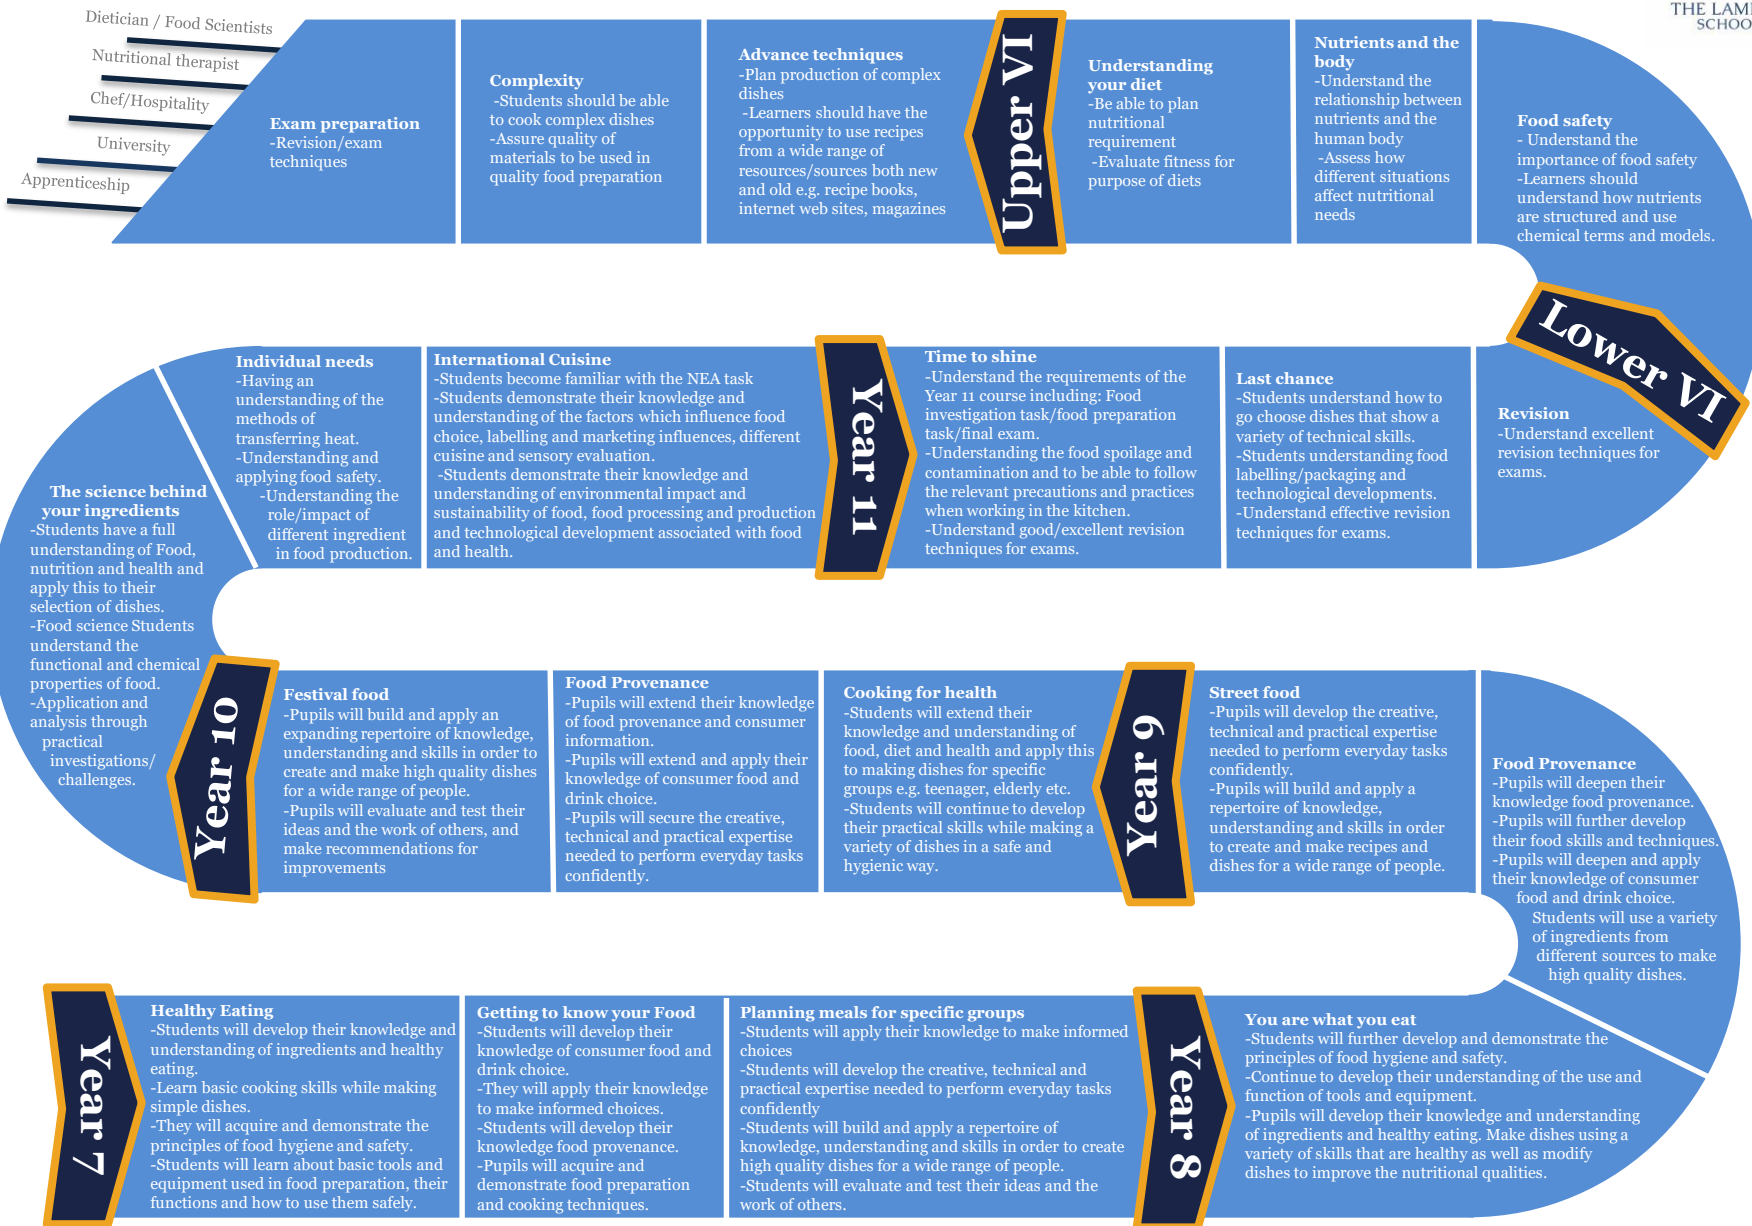 THE LAM
SCHOO
Dietician / Food Scientists
Nutritional therapist
Chef/Hospitality
University
Apprenticeship
Exam preparation
-Revision/exam
techniques
Complexity
-Students should be able
to cook complex dishes
-Assure quality of
materials to be used in
quality food preparation
Advance techniques
-Plan production of complex
dishes
-Learners should have the
opportunity to use recipes
from a wide range of
resources/sources both new
and old e.g. recipe books,
internet web sites, magazines
Upper VI
Understanding
your diet
-Be able to plan
nutritional
requirement
-Evaluate fitness for
purpose of diets
Nutrients and the
body
-Understand the
relationship between
nutrients and the
human body
-Assess how
different situations
affect nutritional
needs
Food safety
- Understand the
importance of food safety
-Learners should
understand how nutrients
are structured and use
chemical terms and models.
Lower VI
Individual needs
-Having an
understanding of the
methods of
transferring heat.
-Understanding and
applying food safety.
-Understanding the
role/impact of
different ingredient
in food production.
International Cuisine
-Students become familiar with the NEA task
-Students demonstrate their knowledge and
understanding of the factors which influence food
choice, labelling and marketing influences, different
cuisine and sensory evaluation.
-Students demonstrate their knowledge and
understanding of environmental impact and
sustainability of food, food processing and production
and technological development associated with food
and health.
Year 11
Time to shine
-Understand the requirements of the
Year 11 course including: Food
investigation task/food preparation
task/final exam.
-Understanding the food spoilage and
contamination and to be able to follow
the relevant precautions and practices
when working in the kitchen.
-Understand good/excellent revision
techniques for exams.
Last chance
-Students understand how to
go choose dishes that show a
variety of technical skills.
-Students understanding food
labelling/packaging and
technological developments.
-Understand effective revision
techniques for exams.
Revision
-Understand excellent
revision techniques for
exams.
The science behind
your ingredients
-Students have a full
understanding of Food,
nutrition and health and
apply this to their
selection of dishes.
-Food science Students
understand the
functional and chemical
properties of food.
-Application and
analysis through
practical
investigations/
challenges.
Year 10
Festival food
-Pupils will build and apply an
expanding repertoire of knowledge,
understanding and skills in order to
create and make high quality dishes
for a wide range of people.
-Pupils will evaluate and test their
ideas and the work of others, and
make recommendations for
improvements
Food Provenance
-Pupils will extend their knowledge
of food provenance and consumer
information.
-Pupils will extend and apply their
knowledge of consumer food and
drink choice.
-Pupils will secure the creative,
technical and practical expertise
needed to perform everyday tasks
confidently.
Cooking for health
-Students will extend their
knowledge and understanding of
food, diet and health and apply this
to making dishes for specific
groups e.g. teenager, elderly etc.
-Students will continue to develop
their practical skills while making a
variety of dishes in a safe and
hygienic way.
Year 9
Street food
-Pupils will develop the creative,
technical and practical expertise
needed to perform everyday tasks
confidently.
-Pupils will build and apply a
repertoire of knowledge,
understanding and skills in order
to create and make recipes and
dishes for a wide range of people.
Food Provenance
-Pupils will deepen their
knowledge food provenance.
-Pupils will further develop
their food skills and techniques.
-Pupils will deepen and apply
their knowledge of consumer
food and drink choice.
Students will use a variety
of ingredients from
different sources to make
high quality dishes.
Year 7
Healthy Eating
-Students will develop their knowledge and
understanding of ingredients and healthy
eating.
-Learn basic cooking skills while making
simple dishes.
-They will acquire and demonstrate the
principles of food hygiene and safety.
-Students will learn about basic tools and
equipment used in food preparation, their
functions and how to use them safely.
Getting to know your Food
-Students will develop their
knowledge of consumer food and
drink choice.
-They will apply their knowledge
to make informed choices.
-Students will develop their
knowledge food provenance.
-Pupils will acquire and
demonstrate food preparation
and cooking techniques.
Planning meals for specific groups
-Students will apply their knowledge to make informed
choices
-Students will develop the creative, technical and
practical expertise needed to perform everyday tasks
confidently
-Students will build and apply a repertoire of
knowledge, understanding and skills in order to create
high quality dishes for a wide range of people.
-Students will evaluate and test their ideas and the
work of others.
Year 8
You are what you eat
-Students will further develop and demonstrate the
principles of food hygiene and safety.
-Continue to develop their understanding of the use and
function of tools and equipment.
-Pupils will develop their knowledge and understanding
of ingredients and healthy eating. Make dishes using a
variety of skills that are healthy as well as modify
dishes to improve the nutritional qualities.